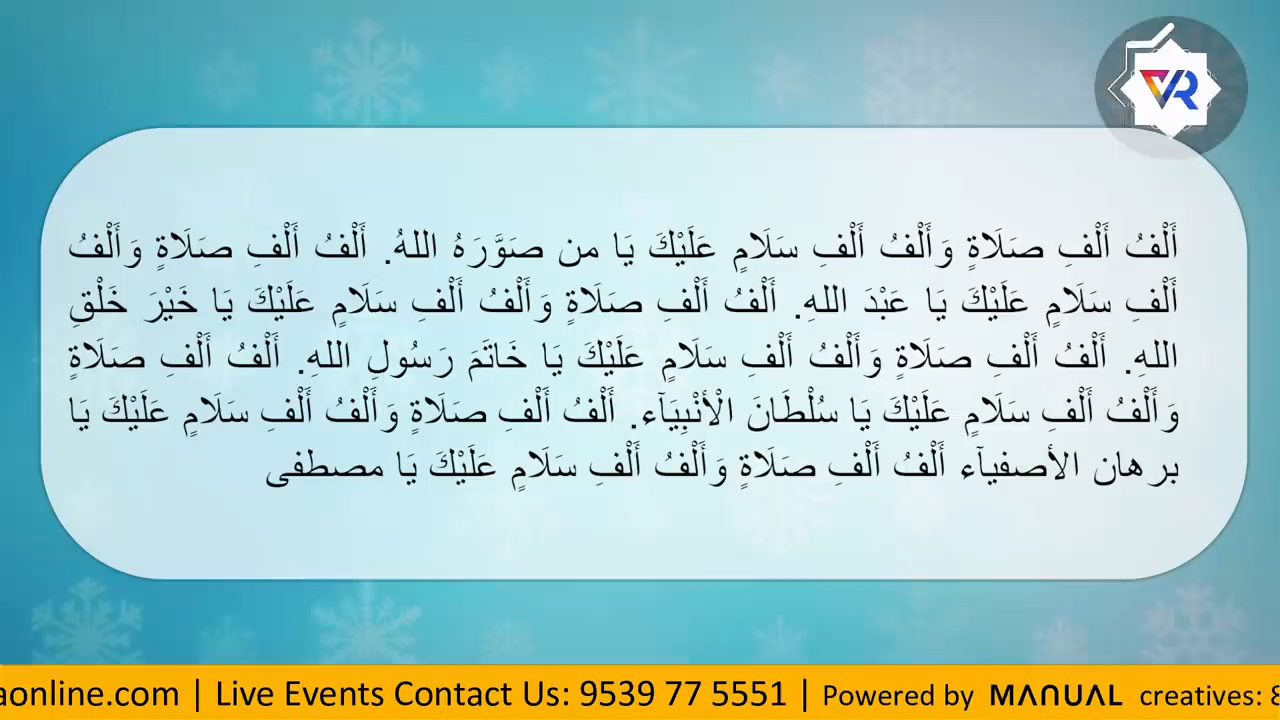 أَلْفُ أَلْفِ صَلَاةٍ وَأَلْفُ أَلْفِ سَلَامٍ عَلَيْكَ يَا من صَوَّرَهُ اللهُ. أَلْفُ أَلْفِ صَلَاةٍ وَأَلْفُ
أَلْفِ سَلَامٍ عَلَيْكَ يَا عَبْدَ اللهِ. أَلْفُ أَلْفِ صَلَاةٍ وَأَلْفُ أَلْفِ سَلَامٍ عَلَيْكَ يَا خَيْرَ خَلْقِ
اللهِ. أَلْفُ أَلْفِ صَلَاةٍ وَأَلْفُ أَلْفِ سَلَامٍ عَلَيْكَ يَا خَاتَمَ رَسُولِ اللهِ. أَلْفُ أَلْفِ صَلَاةٍ
وَأَلْفُ أَلْفِ سَلَامٍ عَلَيْكَ يَا سُلْطَانَ الْأَنْبِيَآء. أَلْفُ أَلْفِ صَلَاةٍ وَأَلْفُ أَلْفِ سَلَامٍ عَلَيْكَ يَا
برهان الأصفيآء أَلْفُ أَلْفِ صَلَاةٍ وَأَلْفُ أَلْفِ سَلَامٍ عَلَيْكَ يَا مصطفى
VR
aonline.com | Live Events Contact Us: 9539 77 5551 | Powered by MANUAL creatives: 8